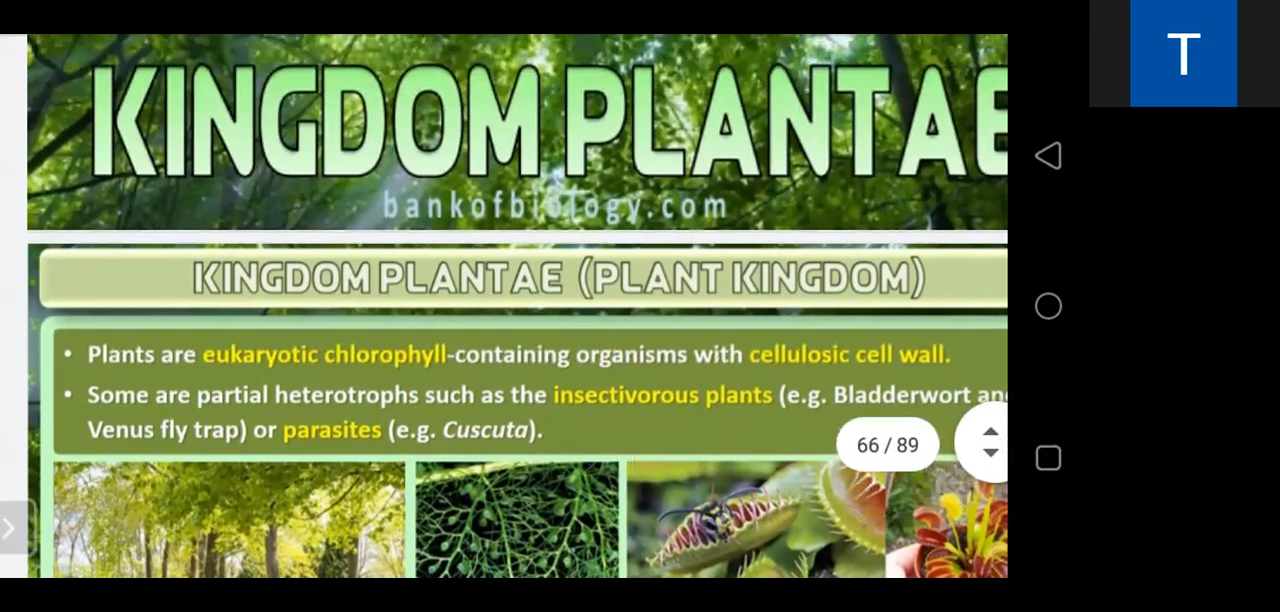 KINGDOM PLANTAE
bankofbiology.com
KINGDOM PLANTAE (PLANT KINGDOM)
• Plants are eukaryotic chlorophyll-containing organisms with cellulosic cell wall.
• Some are partial heterotrophs such as the insectivorous plants (e.g. Bladderwort an
Venus fly trap) or parasites (e.g. Cuscuta).
66 / 89
T